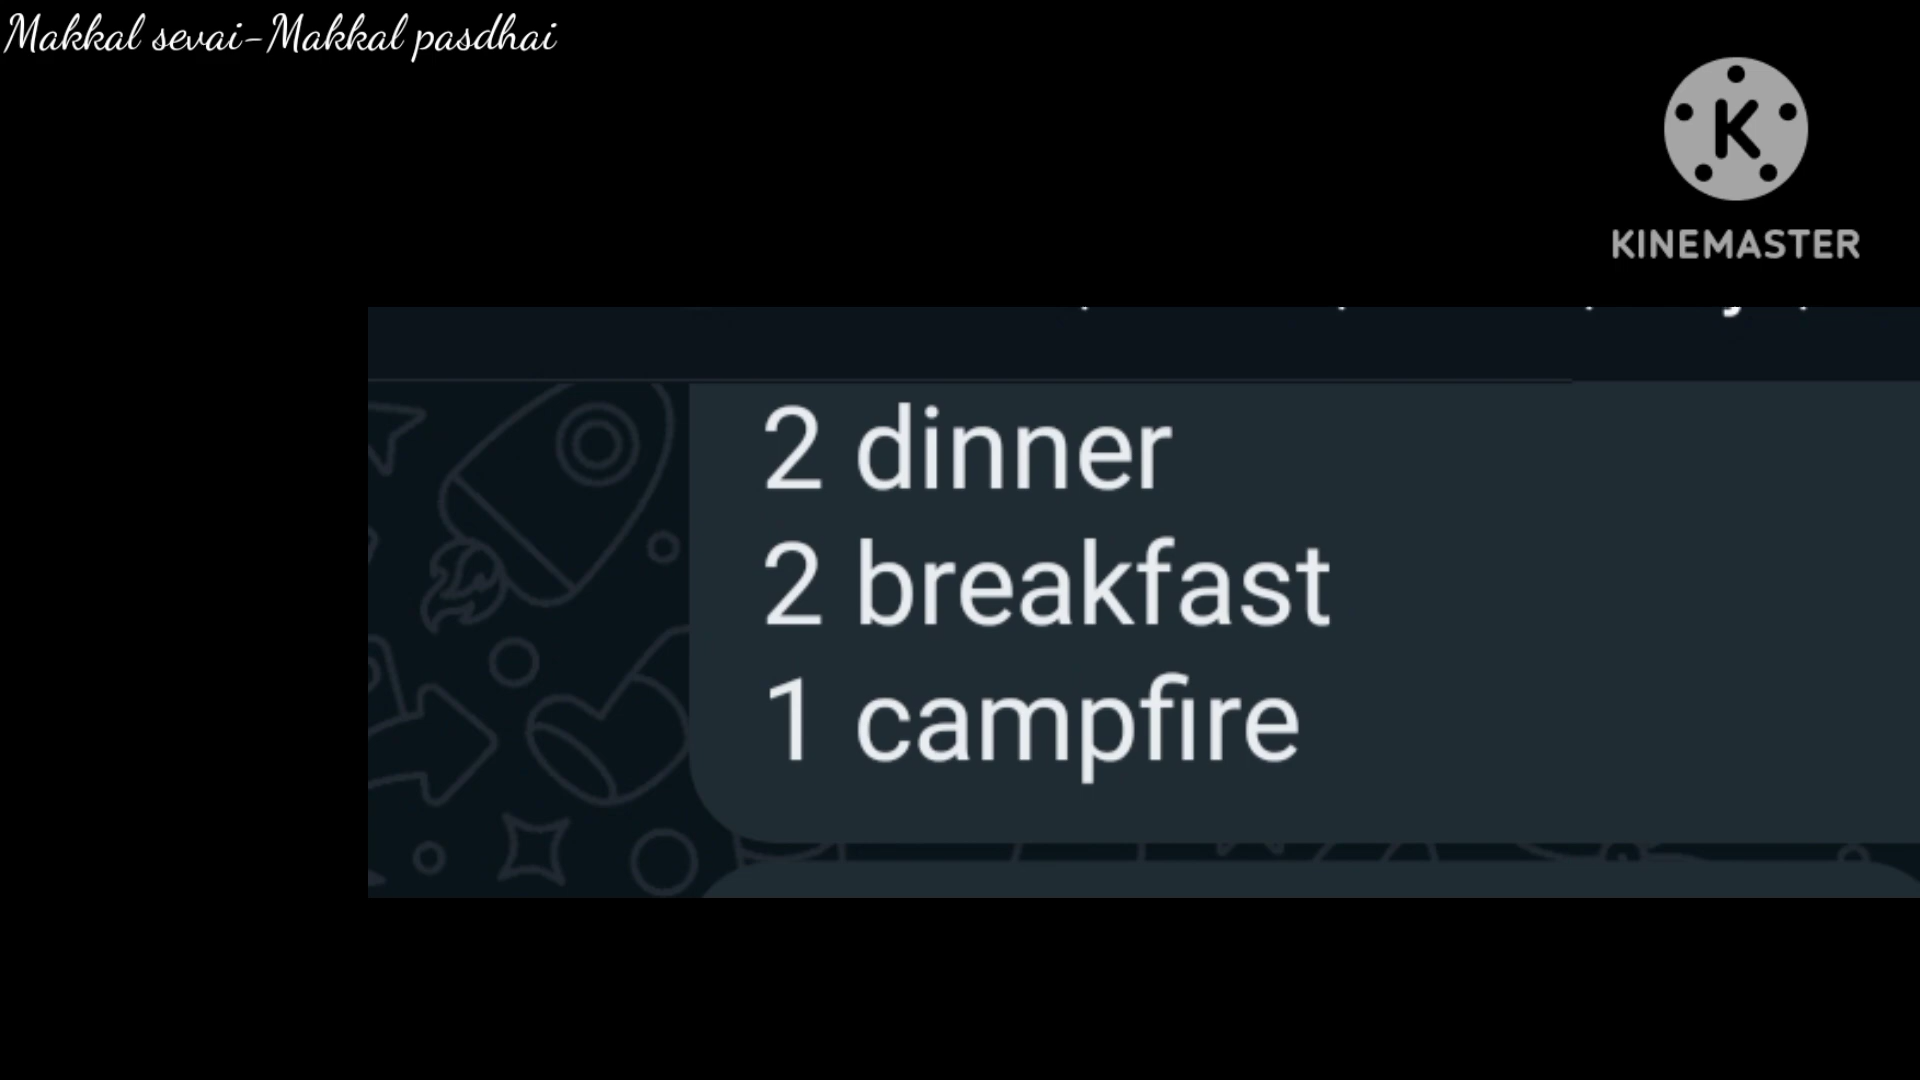 Makkal sevai-Makkal pasdhai
K
KINEMASTER
2 dinner
2 breakfast
1 campfire